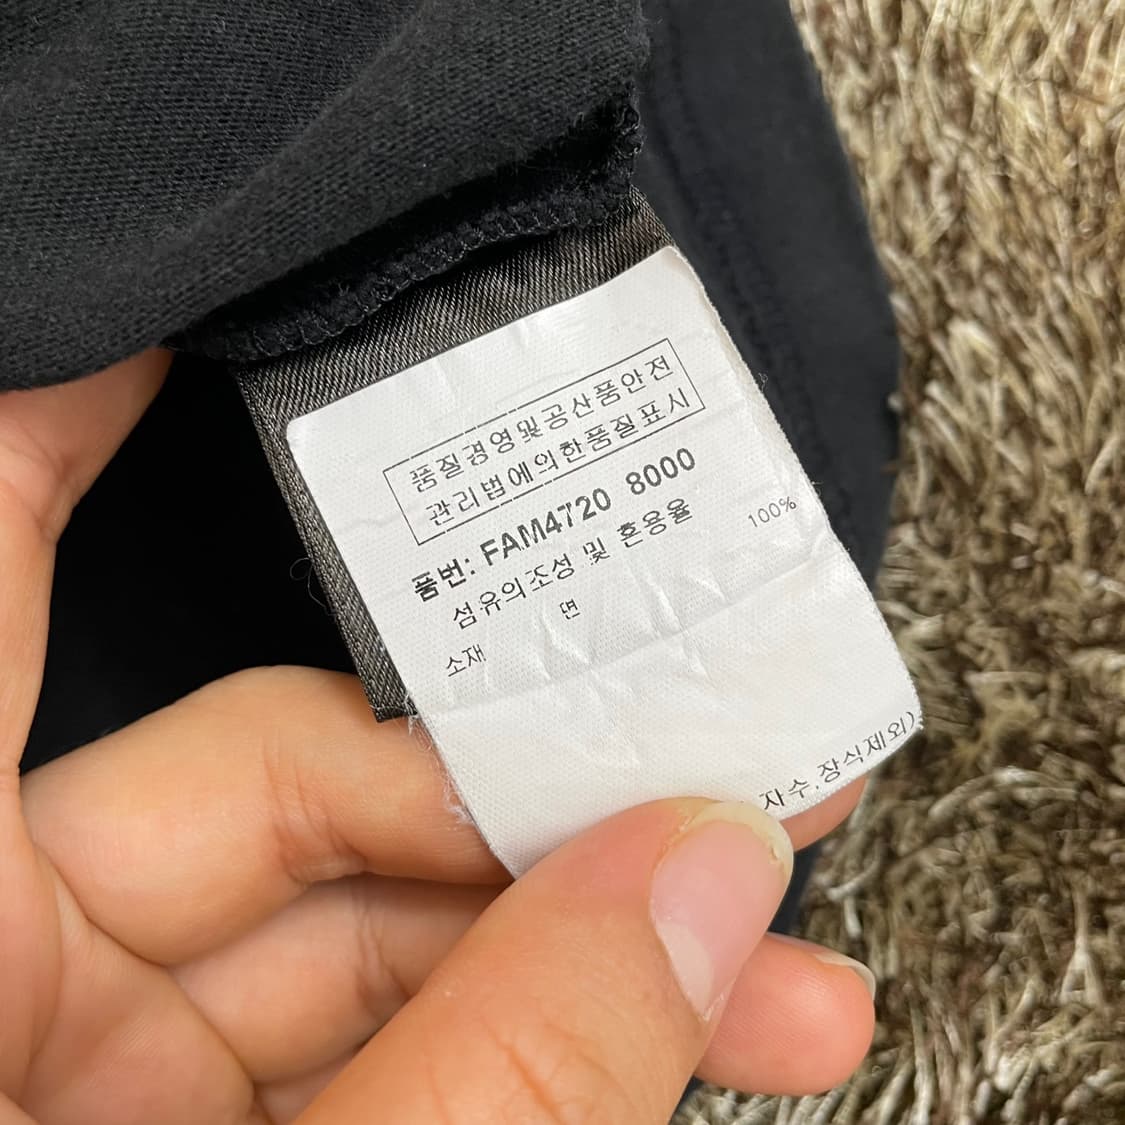 품질경영및공산품안전
관리법에의한품질표시
품번: FAM4720 8000
섬유의조성 및 혼용율
소재 면 100%
자수,장식제외)